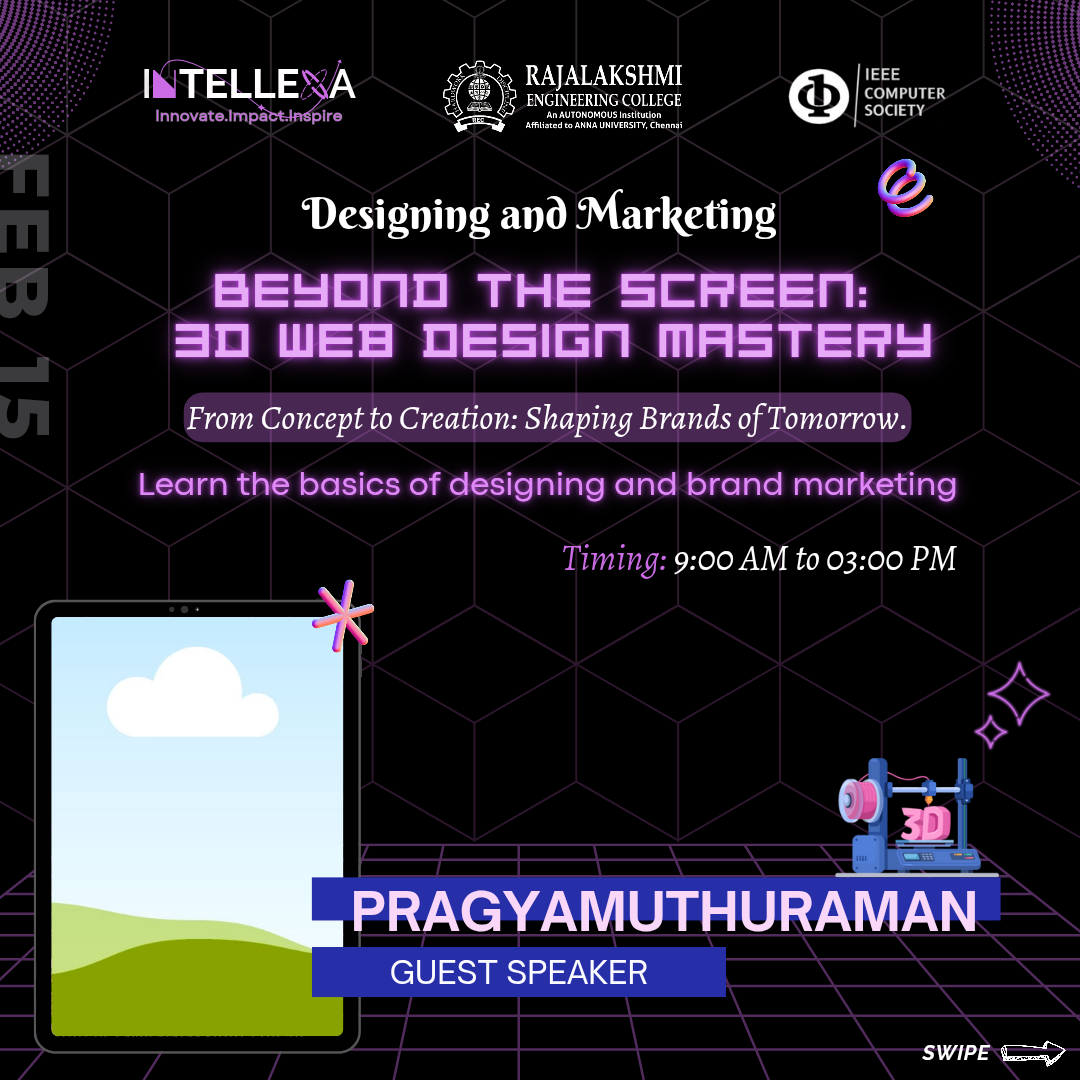 INTELLEXA
Innovate.Impact.Inspire
RAJALAKSHMI
ENGINEERING COLLEGE
An AUTONOMOUS Institution
Affiliated to ANNA UNIVERSITY, Chennai
REC
IEEE
COMPUTER
SOCIETY
FEB 15
Designing and Marketing
BEYOND THE SCREEN:
3D WEB DESIGN MASTERY
From Concept to Creation: Shaping Brands of Tomorrow.
Learn the basics of designing and brand marketing
Timing: 9:00 AM to 03:00 PM
3D
PRAGYAMUTHURAMAN
GUEST SPEAKER
SWIPE